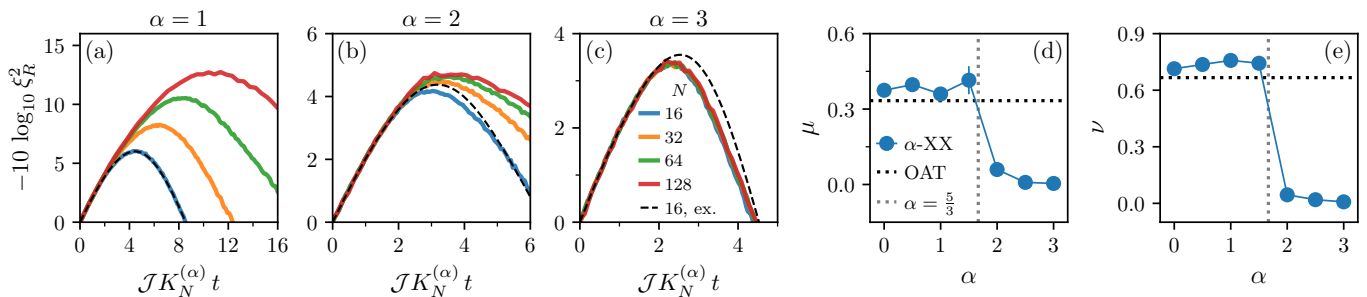 α = 1
α = 2
α = 3
−10 log₁₀ ξ²_R
15
10
5
0
(a)
0 4 8 12 16
𝒥K_N^(α) t
6
4
2
0
(b)
N
0 2 4 6
𝒥K_N^(α) t
4
2
0
(c)
16
32
64
128
16, ex.
0 2 4
𝒥K_N^(α) t
μ
0.6
0.3
0.0
(d)
α-XX
OAT
α = 5/3
0 1 2 3
α
ν
0.9
0.6
0.3
0.0
(e)
0 1 2 3
α